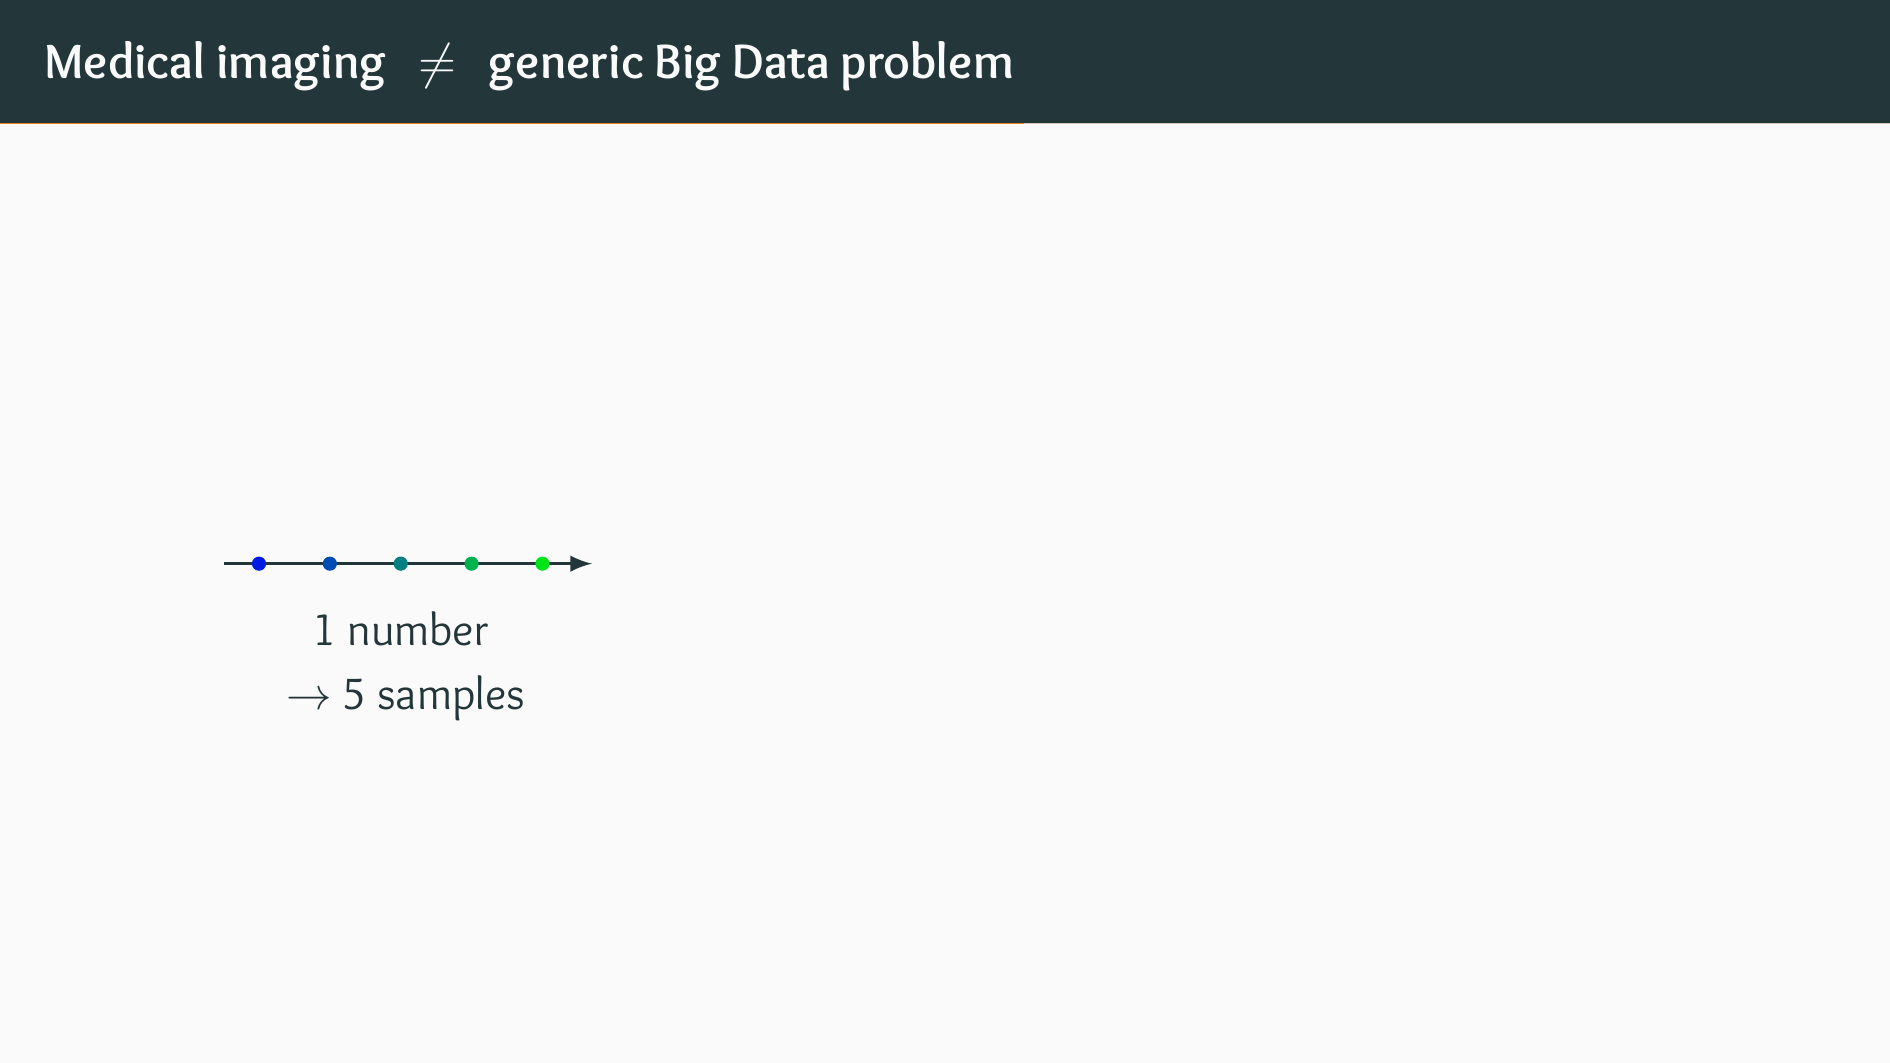 Medical imaging ≠ generic Big Data problem
1 number
→ 5 samples